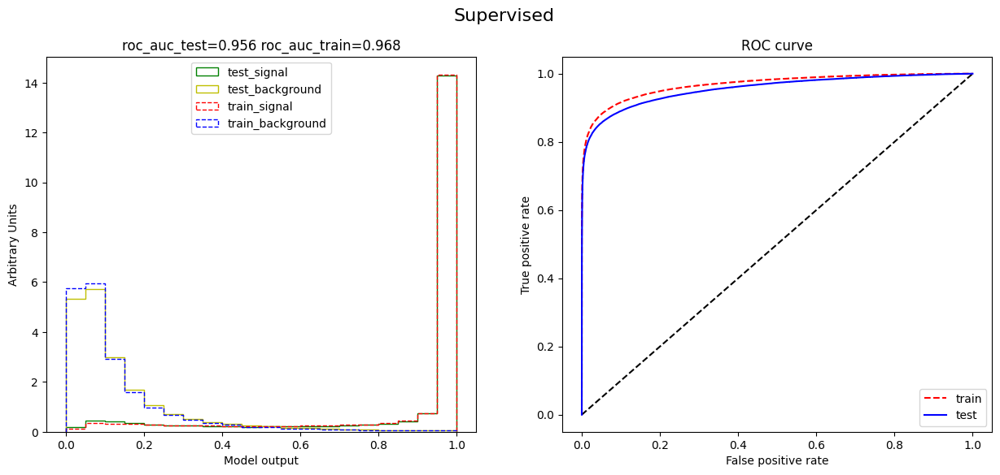 Supervised
roc_auc_test=0.956 roc_auc_train=0.968
test_signal
test_background
train_signal
train_background
14
12
10
8
6
4
2
0
Arbitrary Units
0.0 0.2 0.4 0.6 0.8 1.0
Model output
ROC curve
1.0
0.8
0.6
0.4
0.2
0.0
True positive rate
train
test
0.0 0.2 0.4 0.6 0.8 1.0
False positive rate